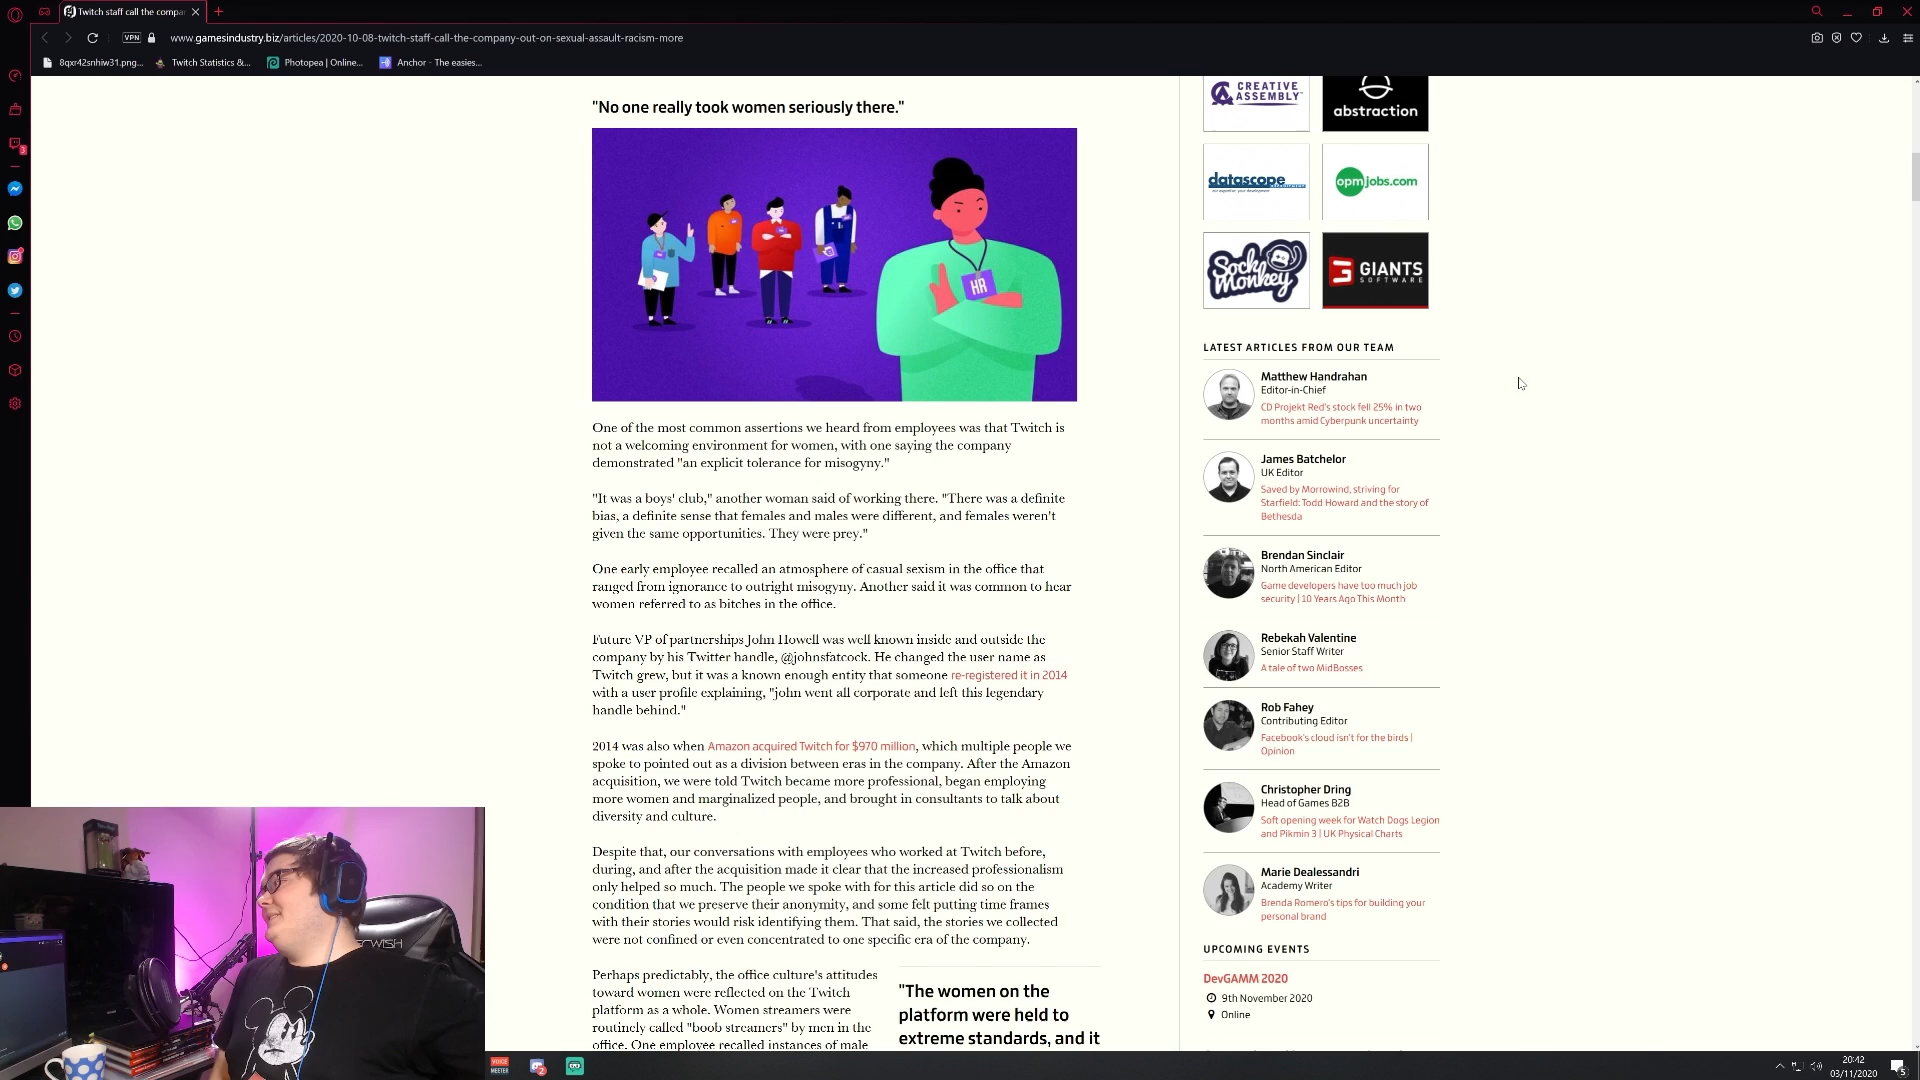 Twitch staff call the compa
VPN
www.gamesindustry.biz/articles/2020-10-08-twitch-staff-call-the-company-out-on-sexual-assault-racism-more
8qxr42snhiw31.png...
Twitch Statistics &...
Photopea | Online...
Anchor - The easies...
"No one really took women seriously there."
HR
One of the most common assertions we heard from employees was that Twitch is
not a welcoming environment for women, with one saying the company
demonstrated "an explicit tolerance for misogyny."
"It was a boys' club," another woman said of working there. "There was a definite
bias, a definite sense that females and males were different, and females weren't
given the same opportunities. They were prey."
One early employee recalled an atmosphere of casual sexism in the office that
ranged from ignorance to outright misogyny. Another said it was common to hear
women referred to as bitches in the office.
Future VP of partnerships John Howell was well known inside and outside the
company by his Twitter handle, @johnsfatcock. He changed the user name as
Twitch grew, but it was a known enough entity that someone re-registered it in 2014
with a user profile explaining, "john went all corporate and left this legendary
handle behind."
2014 was also when Amazon acquired Twitch for $970 million, which multiple people we
spoke to pointed out as a division between eras in the company. After the Amazon
acquisition, we were told Twitch became more professional, began employing
more women and marginalized people, and brought in consultants to talk about
diversity and culture.
Despite that, our conversations with employees who worked at Twitch before,
during, and after the acquisition made it clear that the increased professionalism
only helped so much. The people we spoke with for this article did so on the
condition that we preserve their anonymity, and some felt putting time frames
with their stories would risk identifying them. That said, the stories we collected
were not confined or even concentrated to one specific era of the company.
Perhaps predictably, the office culture's attitudes
toward women were reflected on the Twitch
platform as a whole. Women streamers were
routinely called "boob streamers" by men in the
office. One employee recalled instances of male
"The women on the
platform were held to
extreme standards, and it
CREATIVE
ASSEMBLY
abstraction
datascope
opmjobs.com
Sock
Monkey
GIANTS
SOFTWARE
LATEST ARTICLES FROM OUR TEAM
Matthew Handrahan
Editor-in-Chief
CD Projekt Red's stock fell 25% in two
months amid Cyberpunk uncertainty
James Batchelor
UK Editor
Saved by Morrowind, striving for
Starfield: Todd Howard and the story of
Bethesda
Brendan Sinclair
North American Editor
Game developers have too much job
security | 10 Years Ago This Month
Rebekah Valentine
Senior Staff Writer
A tale of two MidBosses
Rob Fahey
Contributing Editor
Facebook's cloud isn't for the birds |
Opinion
Christopher Dring
Head of Games B2B
Soft opening week for Watch Dogs Legion
and Pikmin 3 | UK Physical Charts
Marie Dealessandri
Academy Writer
Brenda Romero's tips for building your
personal brand
UPCOMING EVENTS
DevGAMM 2020
9th November 2020
Online
VOICE
MEETER
20:42
03/11/2020